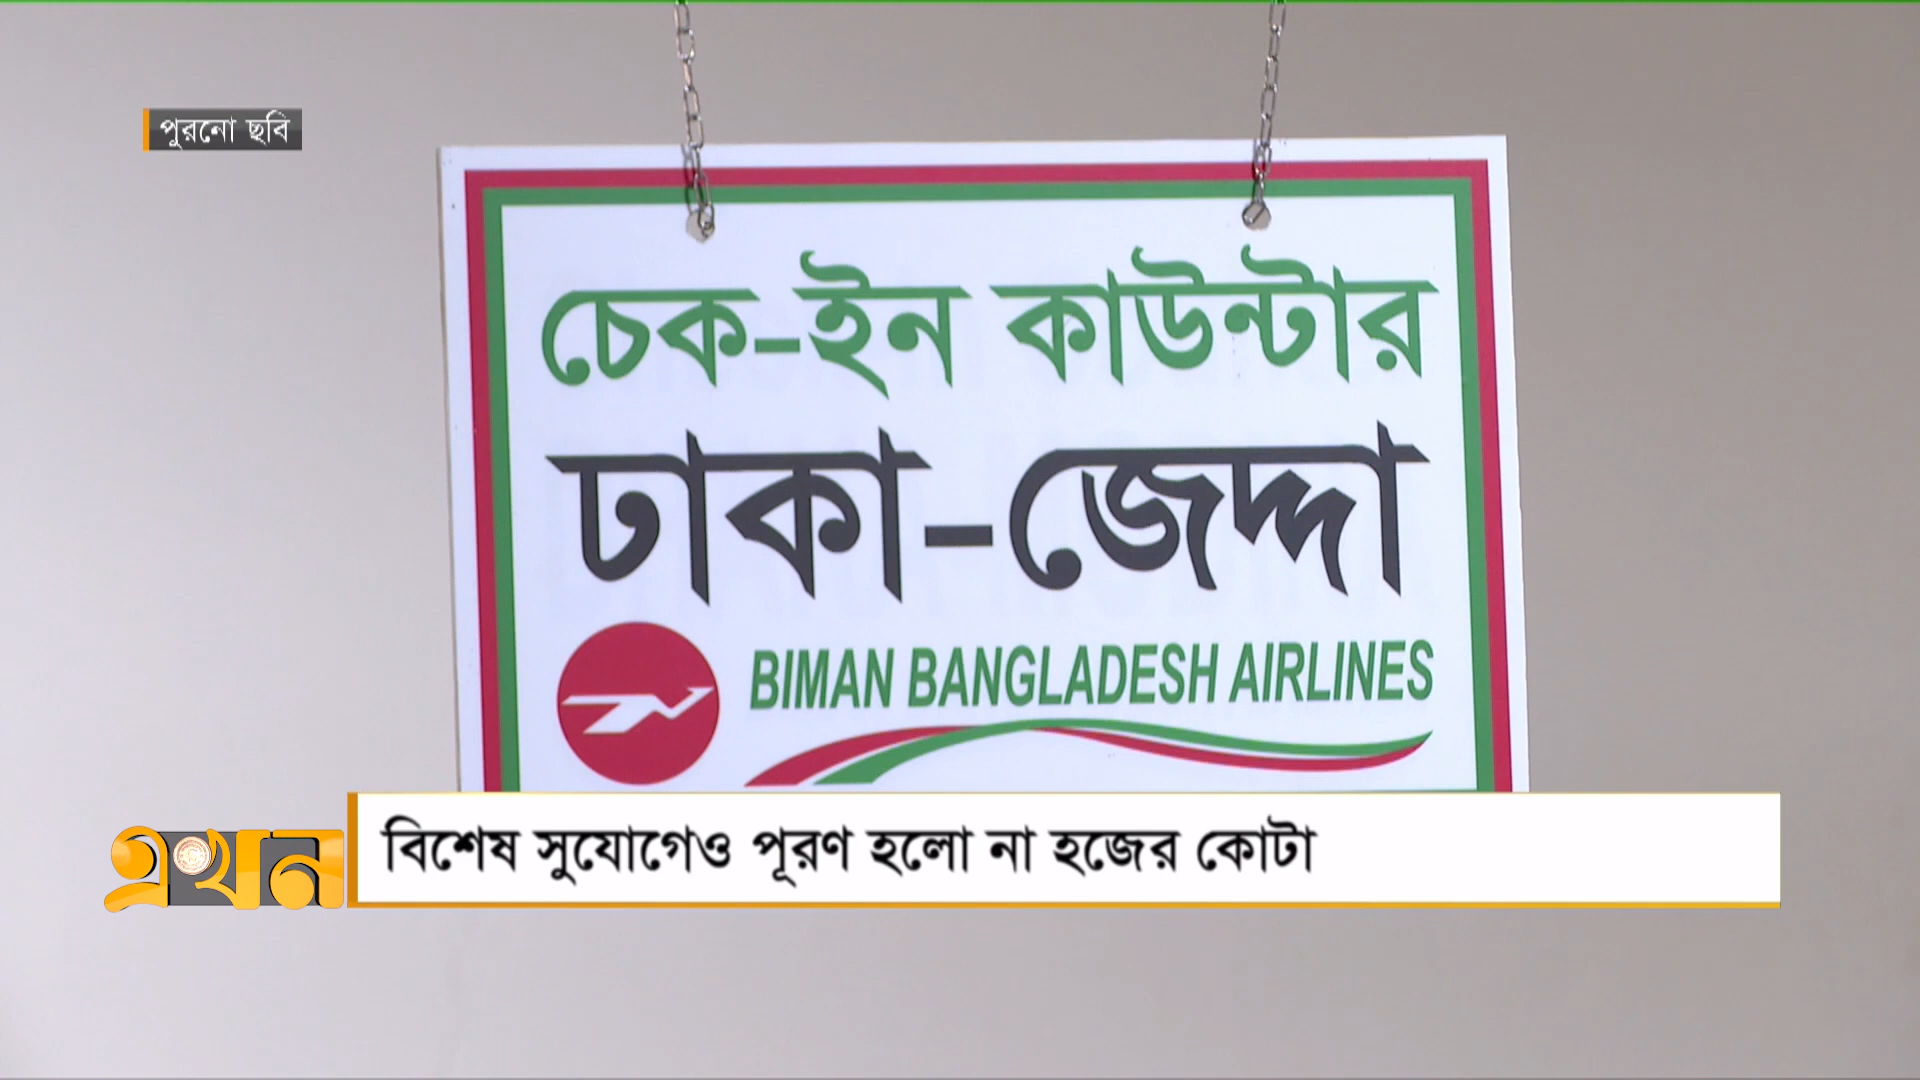 পুরনো ছবি
চেক-ইন কাউন্টার
ঢাকা-জেদ্দা
BIMAN BANGLADESH AIRLINES
এখন
বিশেষ সুযোগেও পূরণ হলো না হজের কোটা